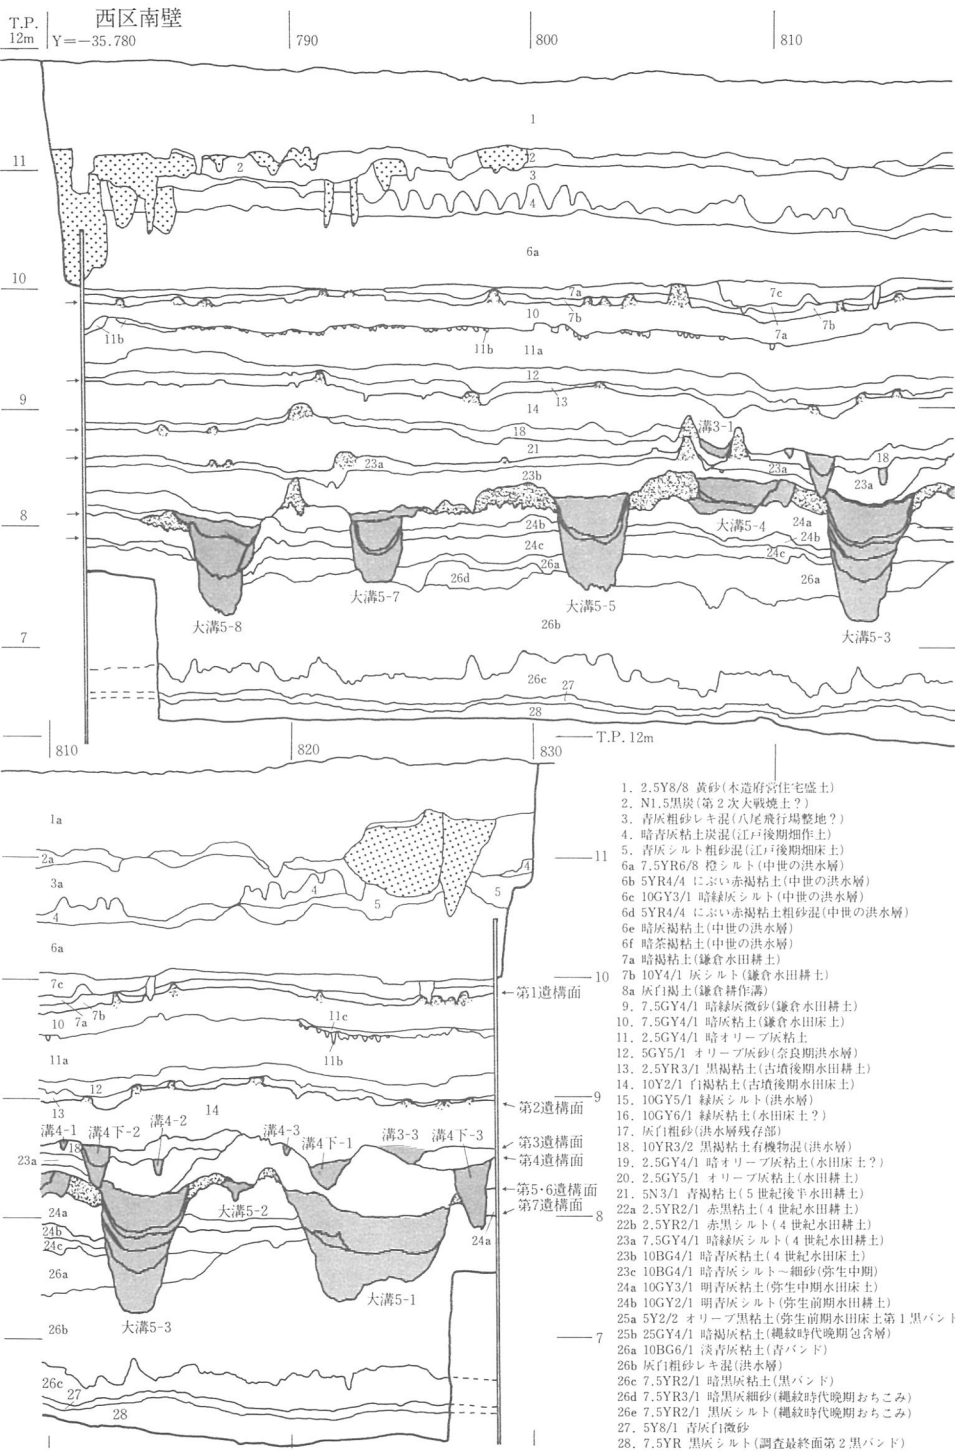 西区南壁
T.P.
12m
Y=-35.780
790
800
810
1
11
2
2
3
4
6a
10
7a
7c
10
7b
7a
7b
11b
11b
11a
12
13
9
14
18
溝3-1
21
18
23a
23a
23a
23b
8
24b
大溝5-4
24a
24b
24c
24c
26a
26d
26a
大溝5-8
大溝5-7
大溝5-5
26b
大溝5-3
7
26c
27
28
810
820
830
T.P. 12m
1a
2a
11
3a
4
4
5
5
4
6a
10
7c
第1遺構面
7b
7a
10
11c
11b
11a
12
9
13
14
第2遺構面
溝4-1
溝4下-2
溝4-2
溝4-3
溝4下-1
溝3-3
溝4下-3
第3遺構面
18
23a
第4遺構面
第5・6遺構面
大溝5-2
第7遺構面
8
24a
24b
24c
24a
26a
大溝5-1
大溝5-3
26b
7
26c
27
28
1. 2.5Y8/8 黄砂(木造府営住宅盛土)
2. N1.5黒炭(第2次大戦焼土?)
3. 青灰粗砂レキ混(八尾飛行場整地?)
4. 暗青灰粘土炭混(江戸後期畑作土)
5. 青灰シルト粗砂混(江戸後期畑床土)
6a 7.5YR6/8 橙シルト(中世の洪水層)
6b 5YR4/4 にぶい赤褐粘土(中世の洪水層)
6c 10GY3/1 暗緑灰シルト(中世の洪水層)
6d 5YR4/4 にぶい赤褐粘土粗砂混(中世の洪水層)
6e 暗灰褐粘土(中世の洪水層)
6f 暗茶褐粘土(中世の洪水層)
7a 暗褐粘土(鎌倉水田耕土)
7b 10Y4/1 灰シルト(鎌倉水田耕土)
8a 灰白褐土(鎌倉耕作溝)
9. 7.5GY4/1 暗緑灰微砂(鎌倉水田耕土)
10. 7.5GY4/1 暗灰粘土(鎌倉水田床土)
11. 2.5GY4/1 暗オリーブ灰粘土
12. 5GY5/1 オリーブ灰砂(奈良期洪水層)
13. 2.5YR3/1 黒褐粘土(古墳後期水田耕土)
14. 10Y2/1 白褐粘土(古墳後期水田床土)
15. 10GY5/1 緑灰シルト(洪水層)
16. 10GY6/1 緑灰粘土(水田床土?)
17. 灰白粗砂(洪水層残存部)
18. 10YR3/2 黒褐粘土有機物混(洪水層)
19. 2.5GY4/1 暗オリーブ灰粘土(水田床土?)
20. 2.5GY5/1 オリーブ灰粘土(水田耕土)
21. 5N3/1 青褐粘土(5世紀後半水田耕土)
22a 2.5YR2/1 赤黒粘土(4世紀水田耕土)
22b 2.5YR2/1 赤黒シルト(4世紀水田耕土)
23a 7.5GY4/1 暗緑灰シルト(4世紀水田耕土)
23b 10BG4/1 暗青灰粘土(4世紀水田床土)
23c 10BG4/1 暗青灰シルト~細砂(弥生中期)
24a 10GY3/1 明青灰粘土(弥生中期水田床土)
24b 10GY2/1 明青灰シルト(弥生前期水田耕土)
25a 5Y2/2 オリーブ黒粘土(弥生前期水田床土第1黒バンド
25b 25GY4/1 暗褐灰粘土(縄紋時代晩期包含層)
26a 10BG6/1 淡青灰粘土(青バンド)
26b 灰白粗砂レキ混(洪水層)
26c 7.5YR2/1 暗黒灰粘土(黒バンド)
26d 7.5YR3/1 暗黒灰細砂(縄紋時代晩期おちこみ)
26e 7.5YR2/1 黒灰シルト(縄紋時代晩期おちこみ)
27. 5Y8/1 青灰白微砂
28. 7.5YR 黒灰シルト(調査最終面第2黒バンド)